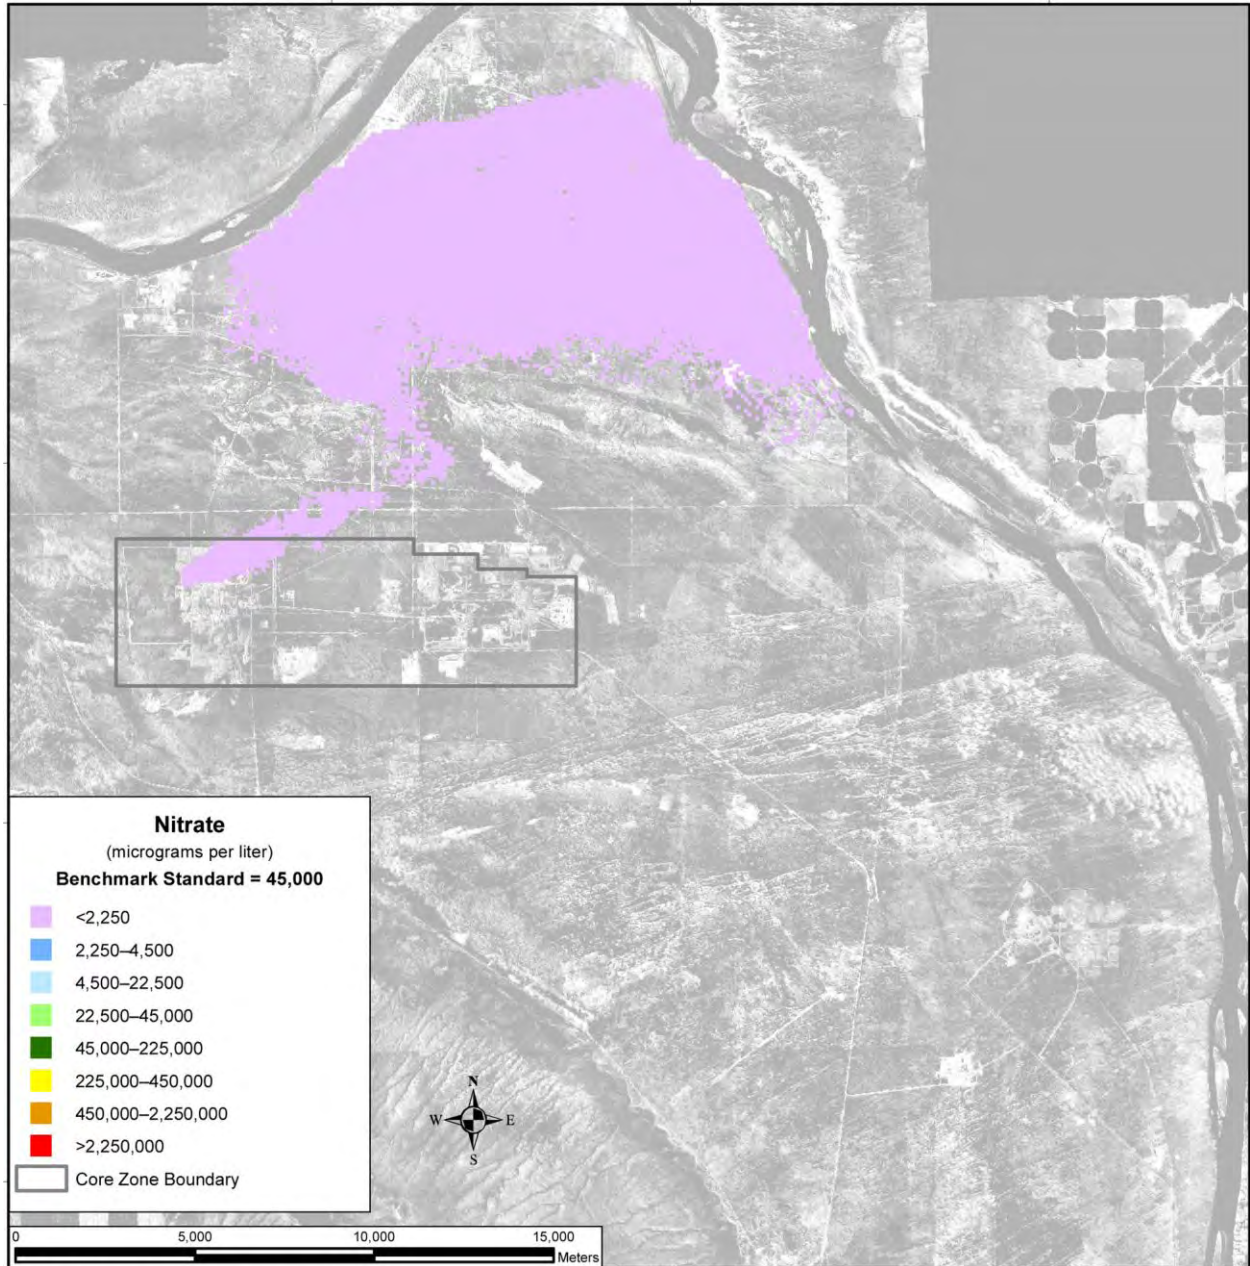 Nitrate
(micrograms per liter)
Benchmark Standard = 45,000
<2,250
2,250–4,500
4,500–22,500
22,500–45,000
45,000–225,000
225,000–450,000
450,000–2,250,000
>2,250,000
Core Zone Boundary
N
W E
S
0 5,000 10,000 15,000
Meters